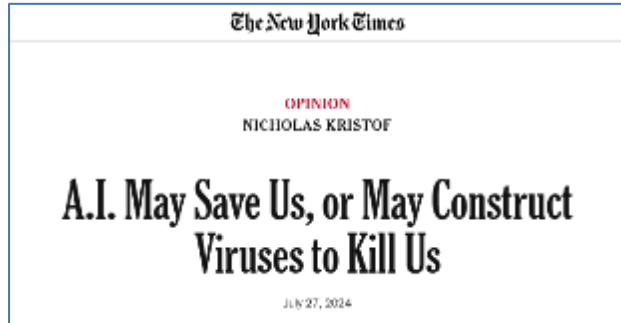 The New York Times
OPINION
NICHOLAS KRISTOF
A.I. May Save Us, or May Construct
Viruses to Kill Us
July 27, 2024